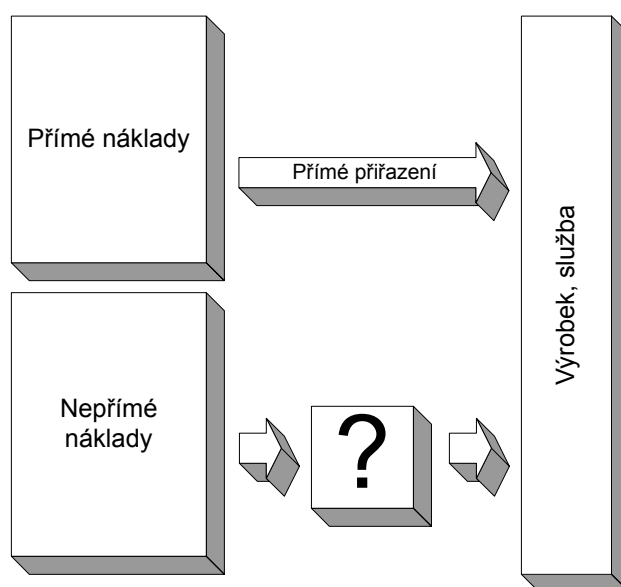 Přímé náklady
Přímé přiřazení
Výrobek, služba
Nepřímé
náklady
?